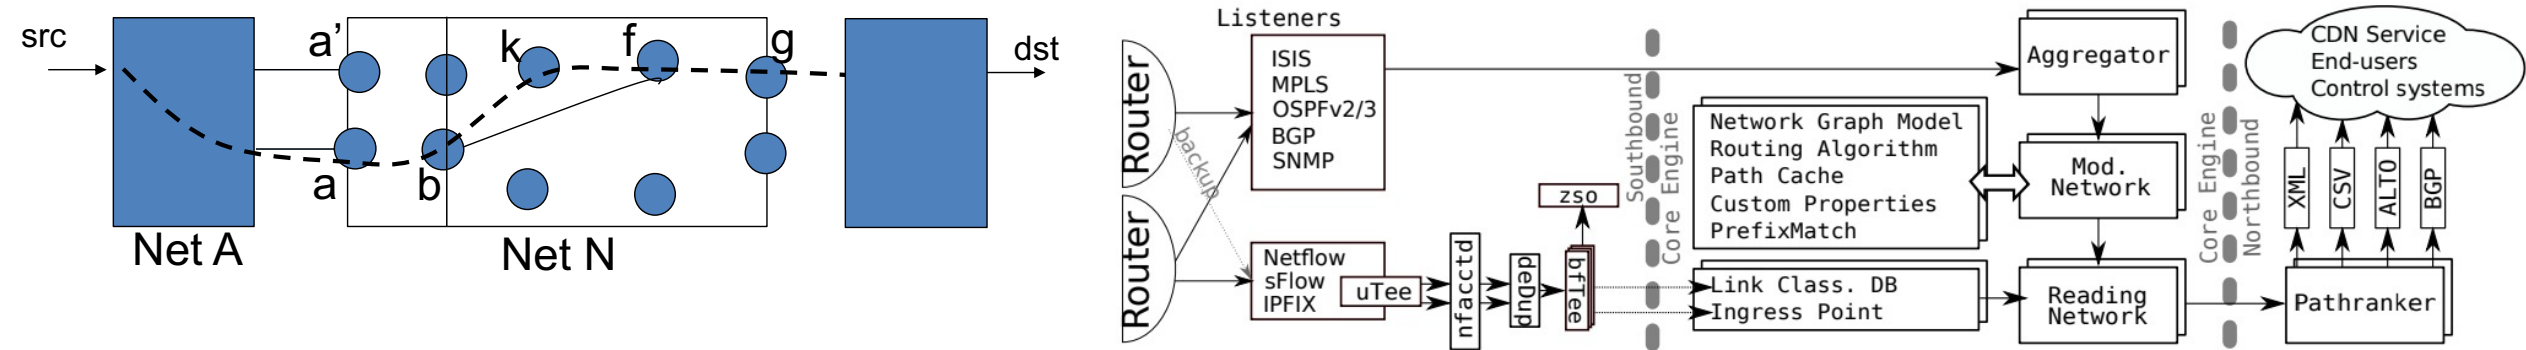 src
a’
k
f
g
dst
a
b
Net A
Net N
Listeners
Router
Router
backup
ISIS
MPLS
OSPFv2/3
BGP
SNMP
Netflow
sFlow
IPFIX
uTee
nfacctd
deDup
bfTee
zso
Southbound
Core Engine
Network Graph Model
Routing Algorithm
Path Cache
Custom Properties
PrefixMatch
Link Class. DB
Ingress Point
Aggregator
Mod.
Network
Reading
Network
Core Engine
Northbound
CDN Service
End-users
Control systems
XML
CSV
ALTO
BGP
Pathranker